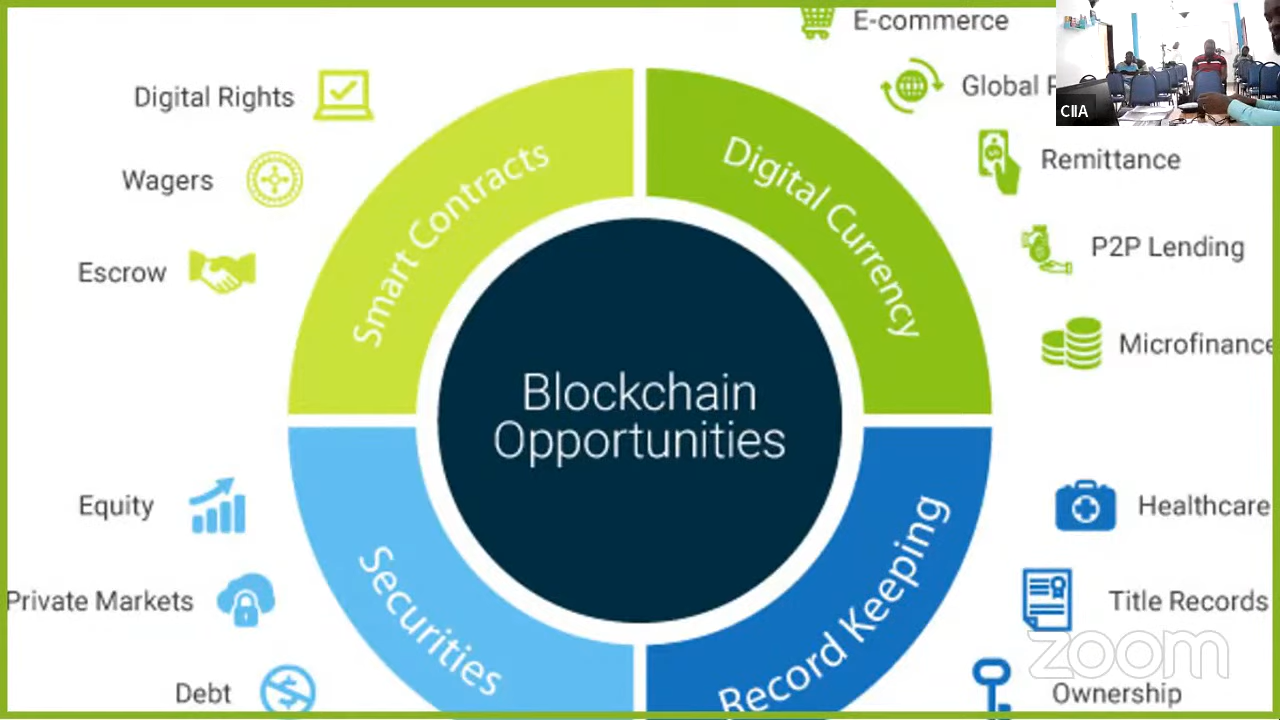 E-commerce
Digital Rights
Global
CIIA
Wagers
Remittance
Escrow
P2P Lending
Microfinance
Smart Contracts
Digital Currency
Blockchain
Opportunities
Equity
Healthcare
Private Markets
Title Records
Securities
Record Keeping
zoom
Debt
Ownership